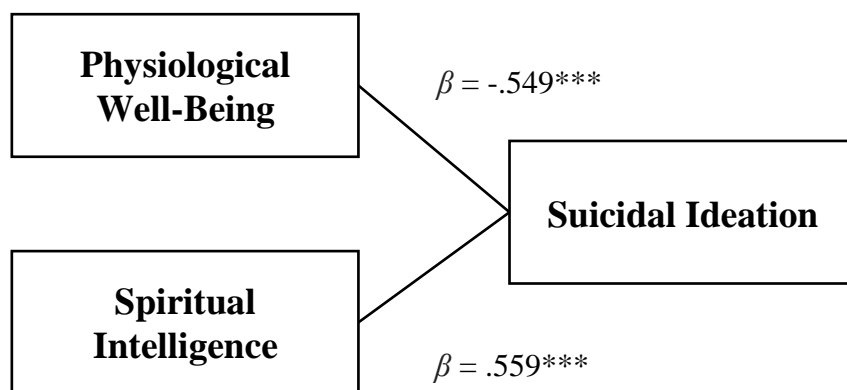 Physiological
Well-Being
β = -.549***
Suicidal Ideation
Spiritual
Intelligence
β = .559***